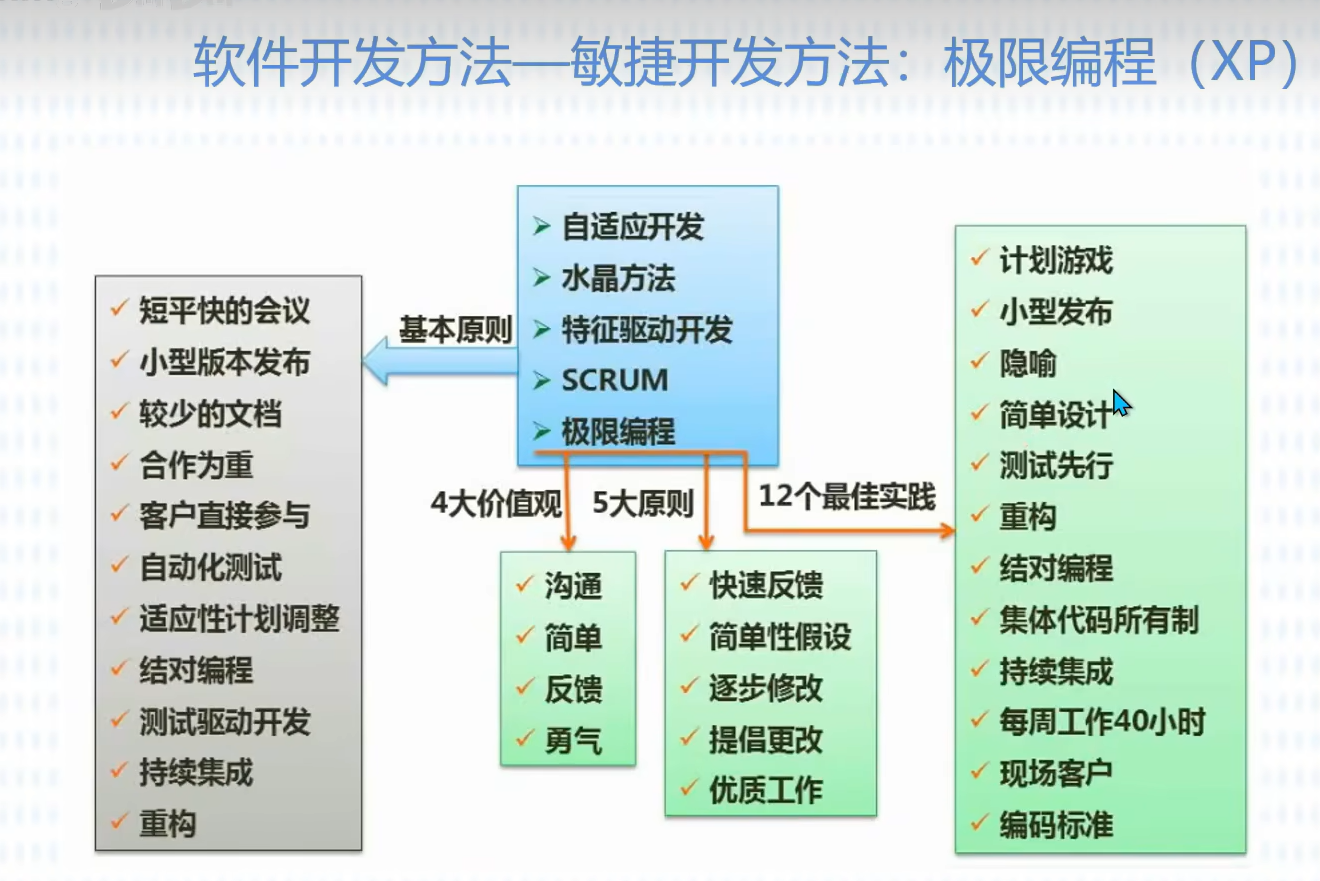 软件开发方法—敏捷开发方法：极限编程（XP）
自适应开发
水晶方法
特征驱动开发
SCRUM
极限编程
基本原则
短平快的会议
小型版本发布
较少的文档
合作为重
客户直接参与
自动化测试
适应性计划调整
结对编程
测试驱动开发
持续集成
重构
4大价值观
沟通
简单
反馈
勇气
5大原则
快速反馈
简单性假设
逐步修改
提倡更改
优质工作
12个最佳实践
计划游戏
小型发布
隐喻
简单设计
测试先行
重构
结对编程
集体代码所有制
持续集成
每周工作40小时
现场客户
编码标准